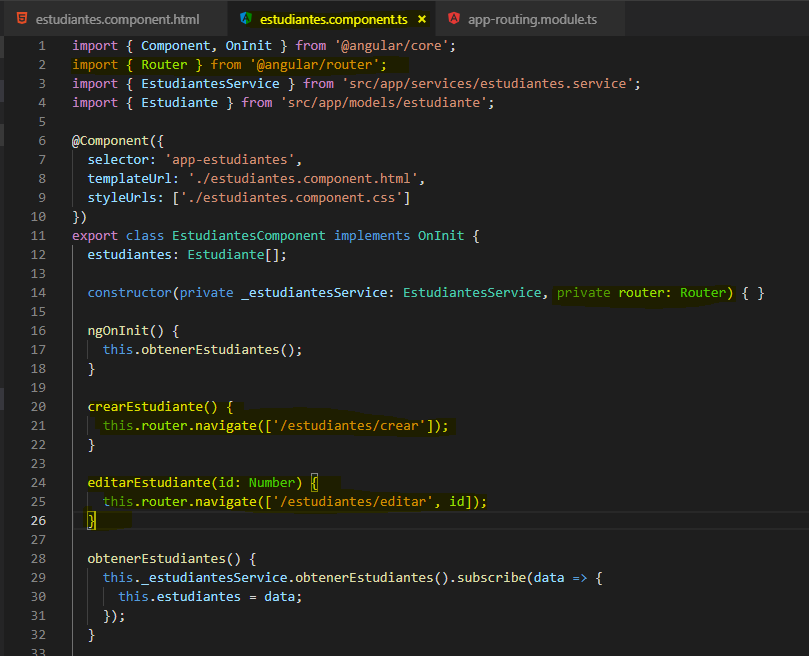 estudiantes.component.html estudiantes.component.ts × app-routing.module.ts
1 import { Component, OnInit } from '@angular/core';
2 import { Router } from '@angular/router';
3 import { EstudiantesService } from 'src/app/services/estudiantes.service';
4 import { Estudiante } from 'src/app/models/estudiante';
5
6 @Component({
7 selector: 'app-estudiantes',
8 templateUrl: './estudiantes.component.html',
9 styleUrls: ['./estudiantes.component.css']
10 })
11 export class EstudiantesComponent implements OnInit {
12 estudiantes: Estudiante[];
13
14 constructor(private _estudiantesService: EstudiantesService, private router: Router) { }
15
16 ngOnInit() {
17 this.obtenerEstudiantes();
18 }
19
20 crearEstudiante() {
21 this.router.navigate(['/estudiantes/crear']);
22 }
23
24 editarEstudiante(id: Number) {
25 this.router.navigate(['/estudiantes/editar', id]);
26 }
27
28 obtenerEstudiantes() {
29 this._estudiantesService.obtenerEstudiantes().subscribe(data => {
30 this.estudiantes = data;
31 });
32 }
33